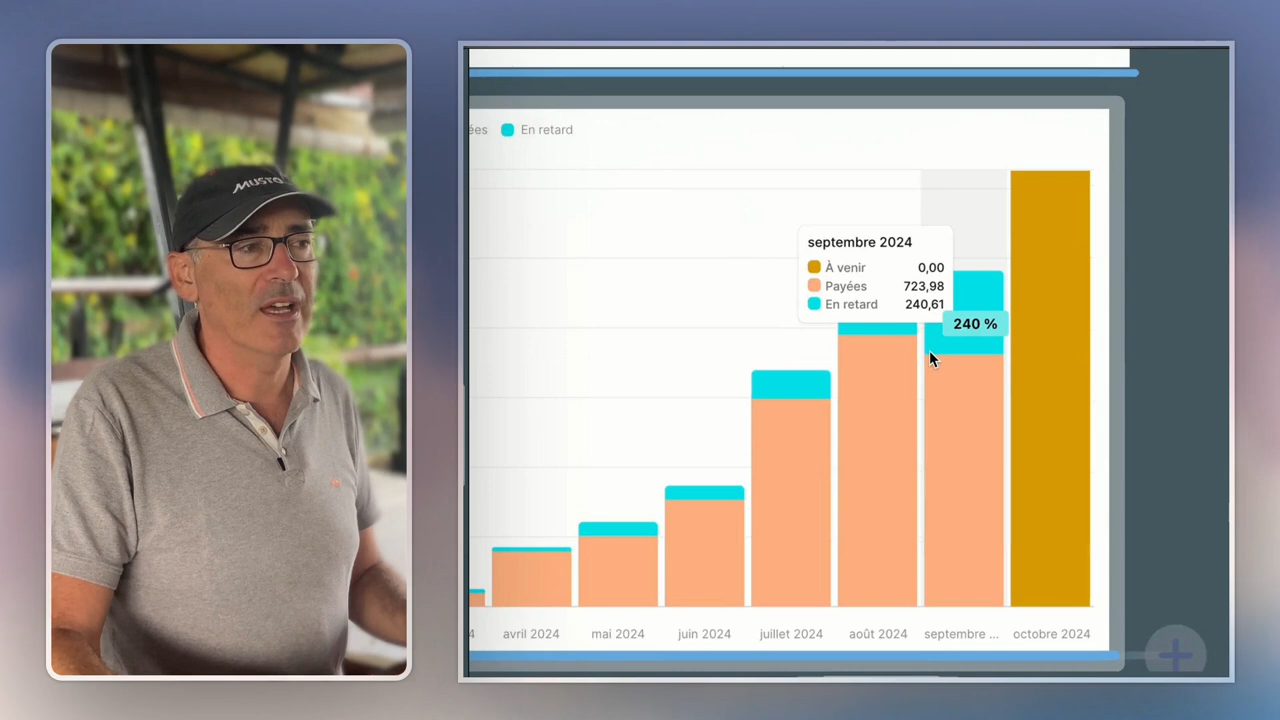 MUSTO
ées En retard
septembre 2024
À venir 0,00
Payées 723,98
En retard 240,61
240 %
4 avril 2024 mai 2024 juin 2024 juillet 2024 août 2024 septembre ... octobre 2024